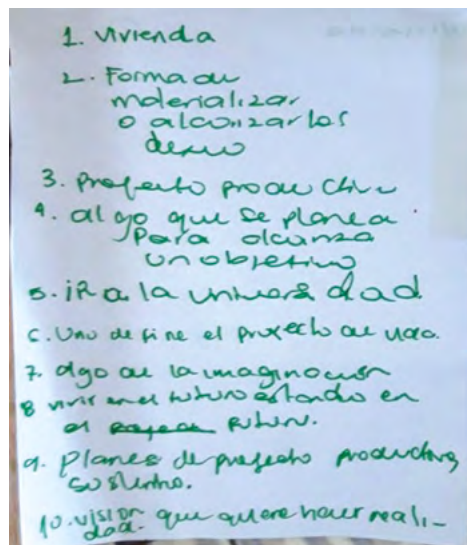 1. Vivienda
2. Forma de
materializar
o alcanzar los
deseo
3. Proyecto productivo
4. algo que se planea
para alcanza
un objetivo
5. iR a la universidad
6. Uno define el proyecto de vida.
7. algo de la imaginación
8 vivir en el futuro estando en
el futuro.
9. Planes de proyecto productivo,
sustento.
10. visión que quiere hacer reali-
dad.